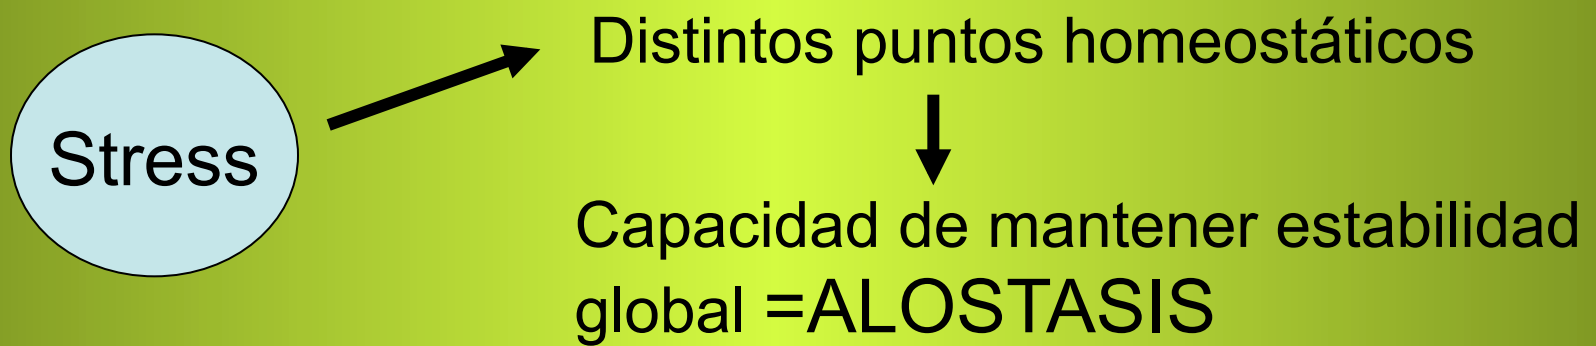 Distintos puntos homeostáticos
Stress
Capacidad de mantener estabilidad
global =ALOSTASIS